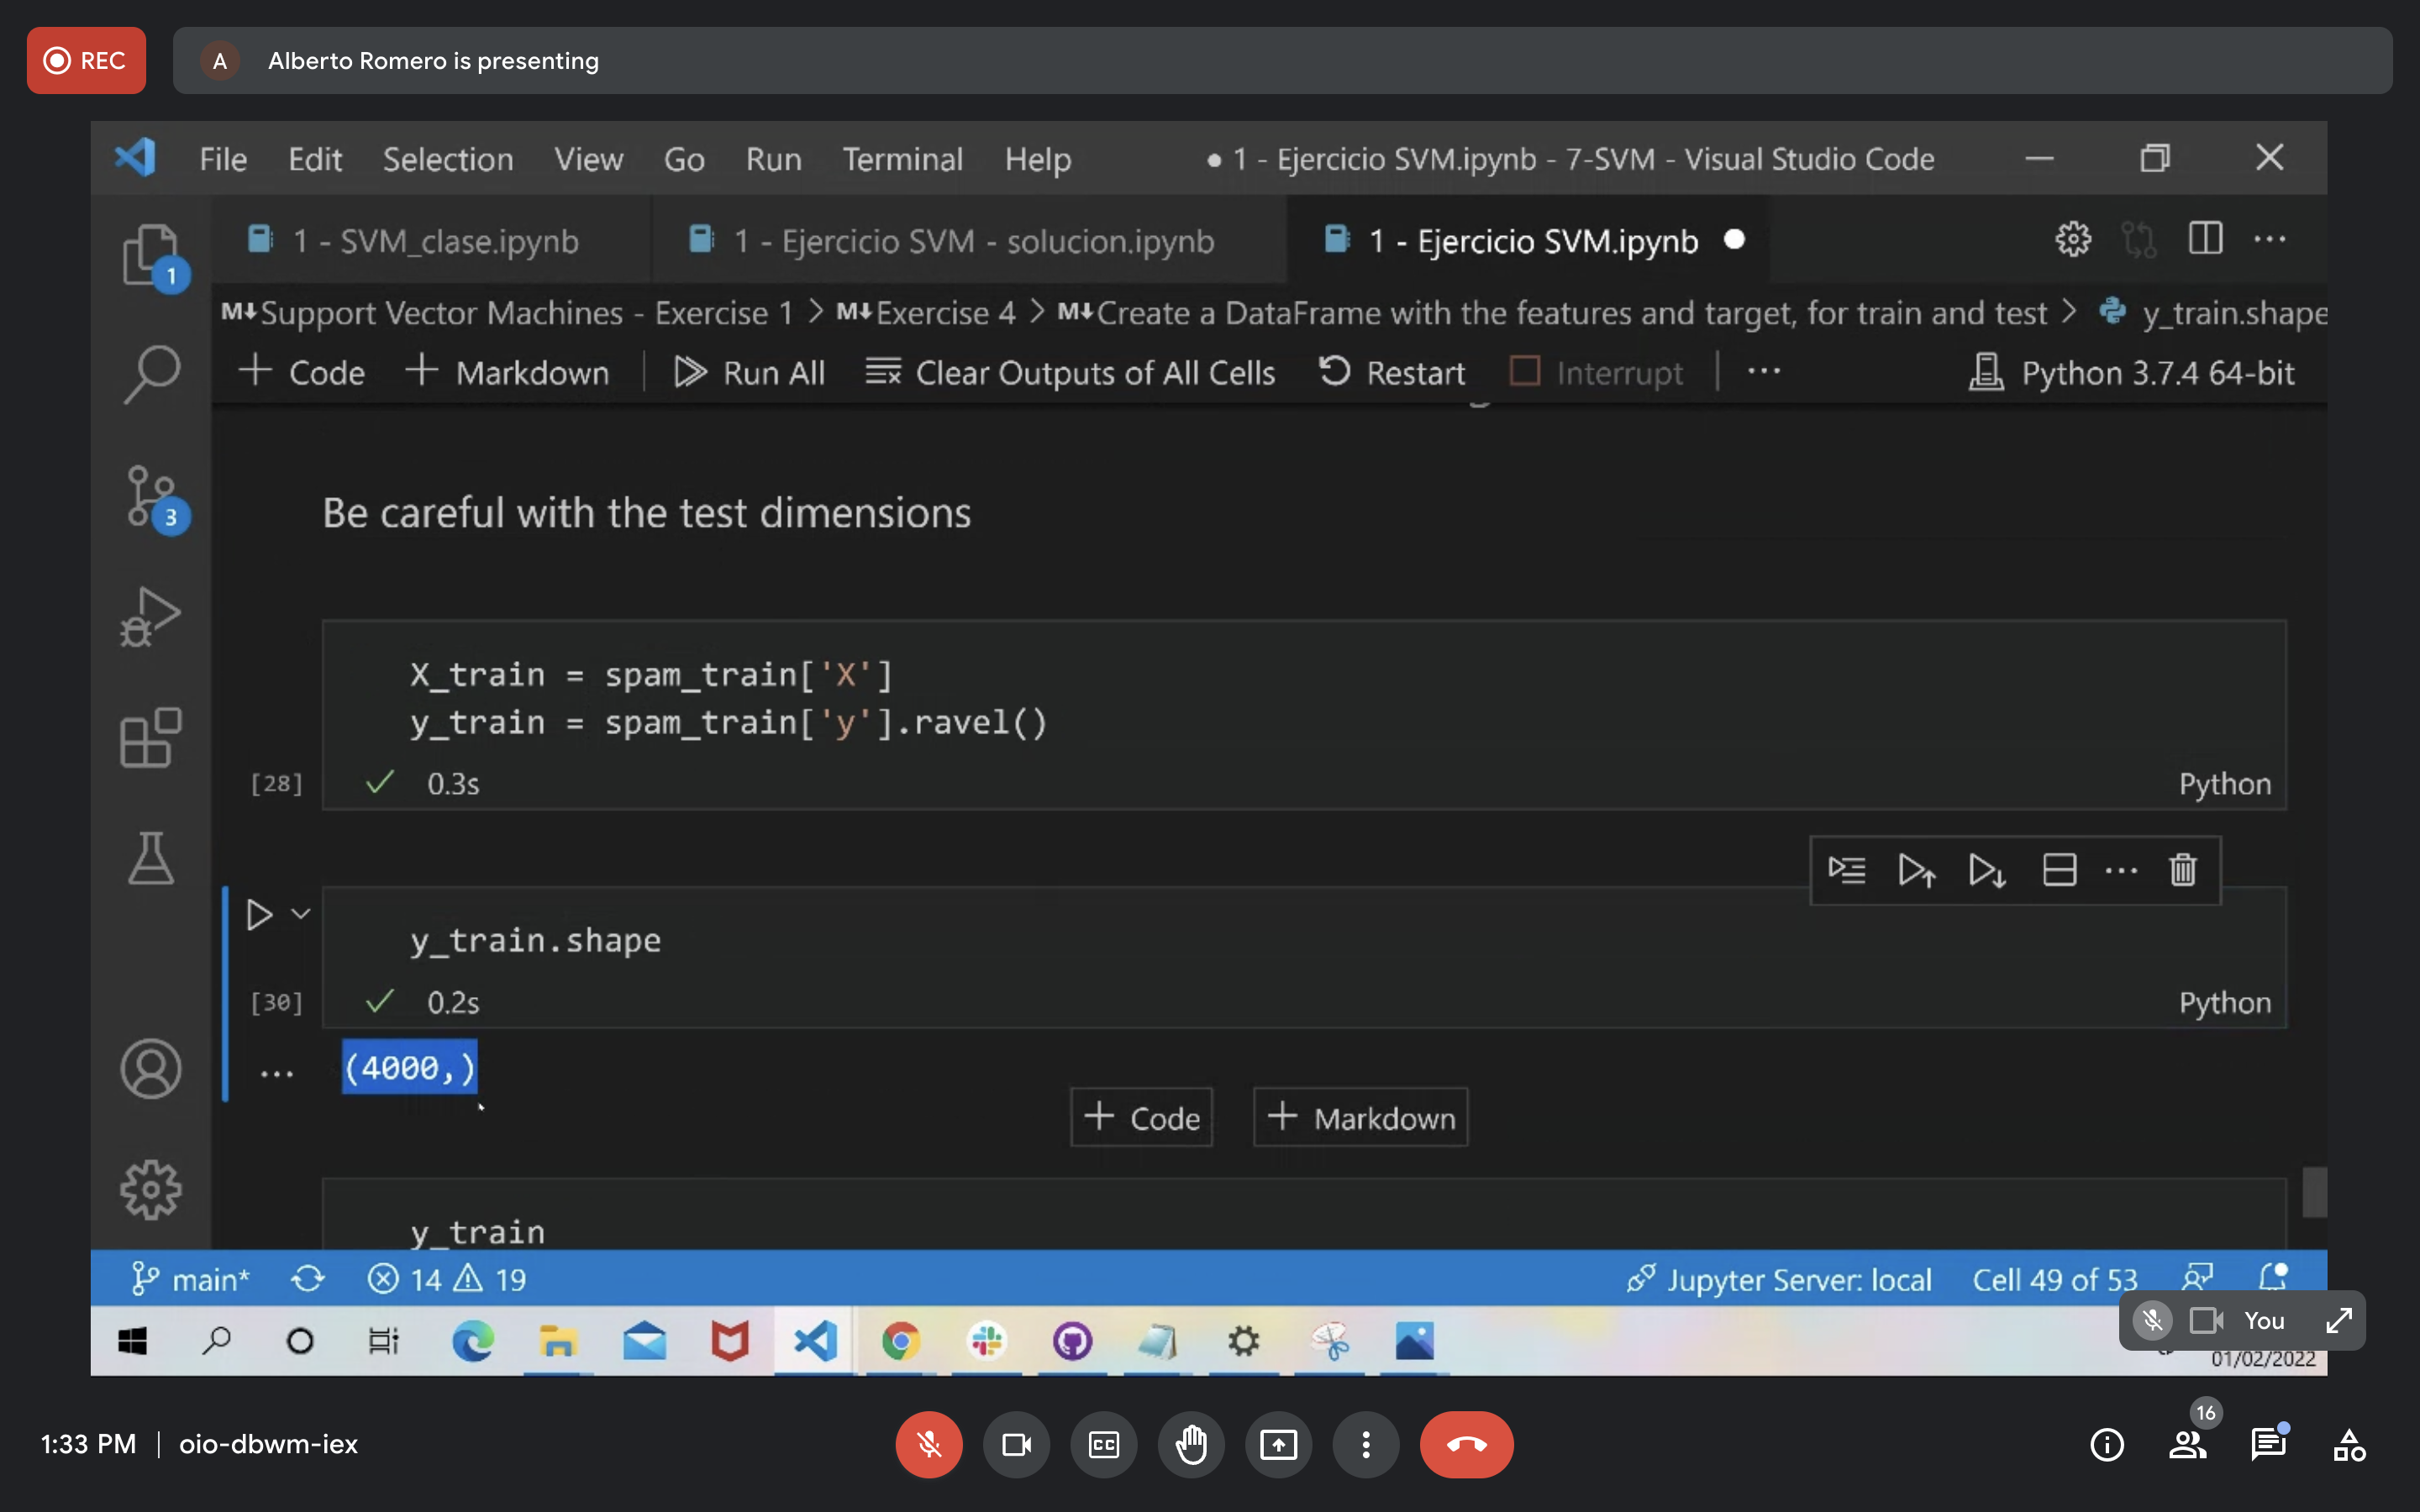 REC
A Alberto Romero is presenting
File Edit Selection View Go Run Terminal Help ● 1 - Ejercicio SVM.ipynb - 7-SVM - Visual Studio Code
1 - SVM_clase.ipynb 1 - Ejercicio SVM - solucion.ipynb 1 - Ejercicio SVM.ipynb
1
M↓Support Vector Machines - Exercise 1 > M↓Exercise 4 > M↓Create a DataFrame with the features and target, for train and test > y_train.shape
+ Code + Markdown | Run All Clear Outputs of All Cells Restart Interrupt | ... Python 3.7.4 64-bit
Be careful with the test dimensions
3
X_train = spam_train['X']
y_train = spam_train['y'].ravel()
[28] ✓ 0.3s Python
y_train.shape
[30] ✓ 0.2s Python
... (4000,)
+ Code + Markdown
y_train
main* 14 19 Jupyter Server: local Cell 49 of 53
You
01/02/2022
1:33 PM | oio-dbwm-iex
CC
16